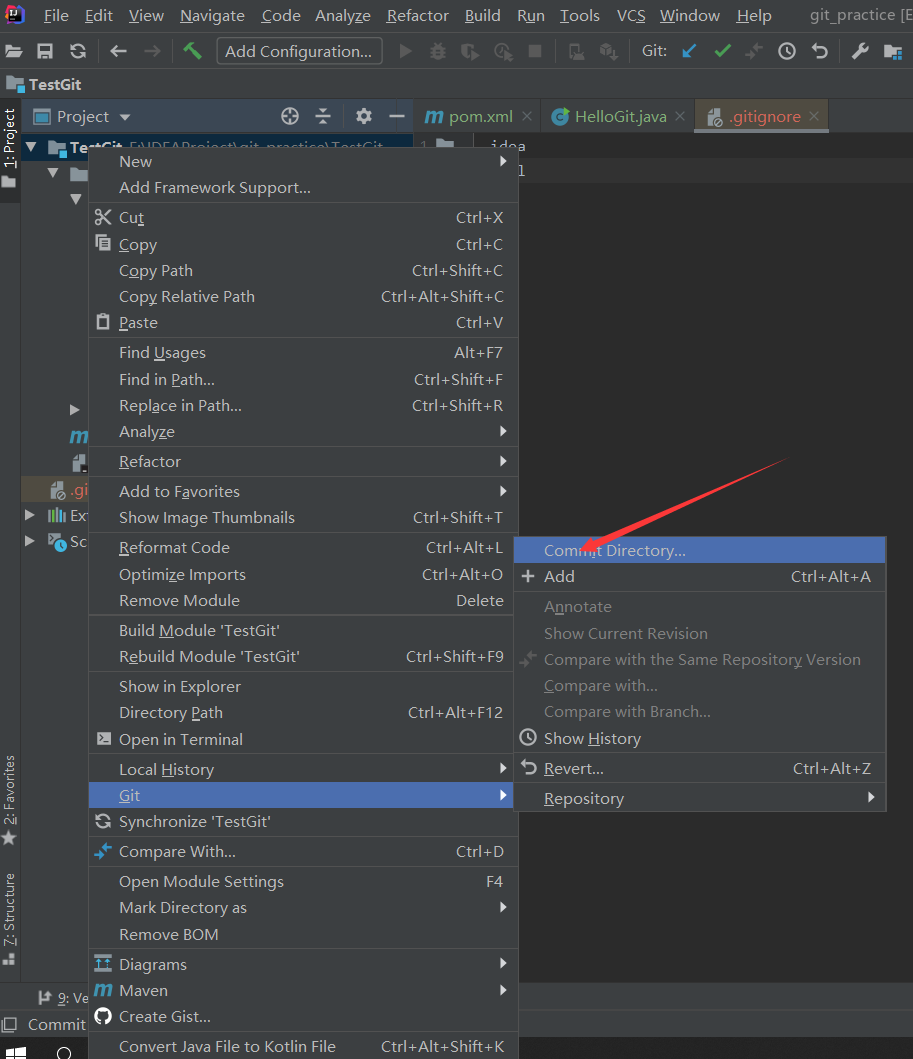 File Edit View Navigate Code Analyze Refactor Build Run Tools VCS Window Help git_practice [E
Add Configuration... Git:
TestGit
1: Project
Project
pom.xml HelloGit.java .gitignore
TestGit E:\IDEAProject\git_practice\TestGit 1 .idea
New
Add Framework Support...
Cut Ctrl+X
Copy Ctrl+C
Copy Path Ctrl+Shift+C
Copy Relative Path Ctrl+Alt+Shift+C
Paste Ctrl+V
Find Usages Alt+F7
Find in Path... Ctrl+Shift+F
Replace in Path... Ctrl+Shift+R
Analyze
Refactor
Add to Favorites
Show Image Thumbnails Ctrl+Shift+T
Reformat Code Ctrl+Alt+L
Optimize Imports Ctrl+Alt+O
Remove Module Delete
Build Module 'TestGit'
Rebuild Module 'TestGit' Ctrl+Shift+F9
Show in Explorer
Directory Path Ctrl+Alt+F12
Open in Terminal
Local History
Git
Synchronize 'TestGit'
Compare With... Ctrl+D
Open Module Settings F4
Mark Directory as
Remove BOM
Diagrams
Maven
Create Gist...
Convert Java File to Kotlin File Ctrl+Alt+Shift+K
Commit Directory...
Add Ctrl+Alt+A
Annotate
Show Current Revision
Compare with the Same Repository Version
Compare with...
Compare with Branch...
Show History
Revert... Ctrl+Alt+Z
Repository
.gi
Ex
Sc
2: Favorites
7: Structure
9: Ve
Commit